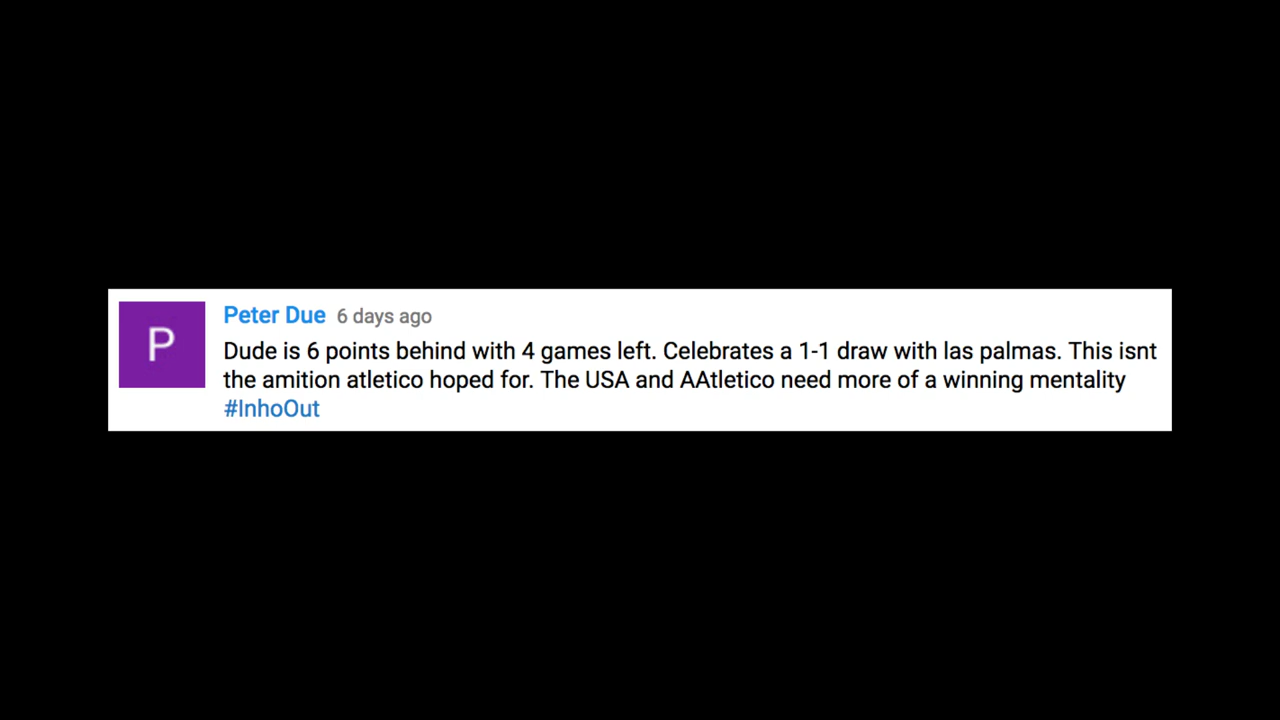 P
Peter Due 6 days ago
Dude is 6 points behind with 4 games left. Celebrates a 1-1 draw with las palmas. This isnt
the amition atletico hoped for. The USA and AAtletico need more of a winning mentality
#InhoOut